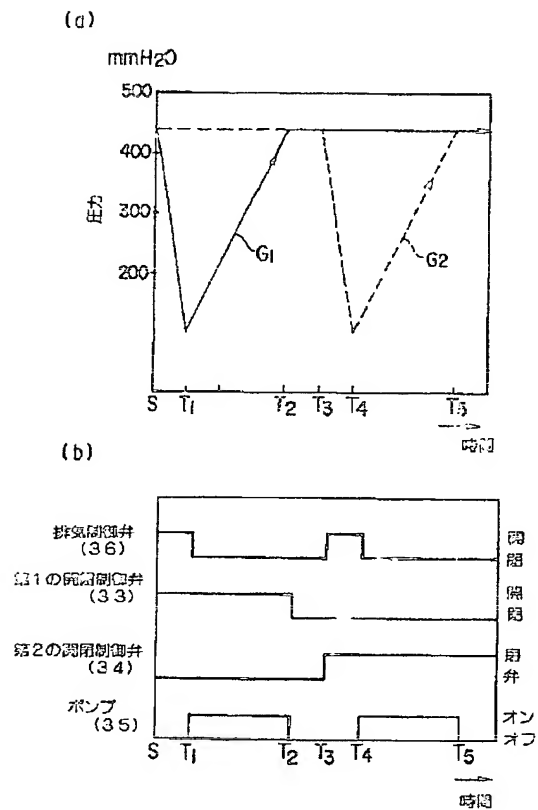 (a)
mmH2O
500
400
300
200
圧力
G1
G2
S T1 T2 T3 T4 T5
時間
(b)
排気制御弁
(36)
開
閉
第1の開閉制御弁
(33)
開
閉
第2の開閉制御弁
(34)
開
弁
ポンプ
(35)
オン
オフ
S T1 T2 T3 T4 T5
時間